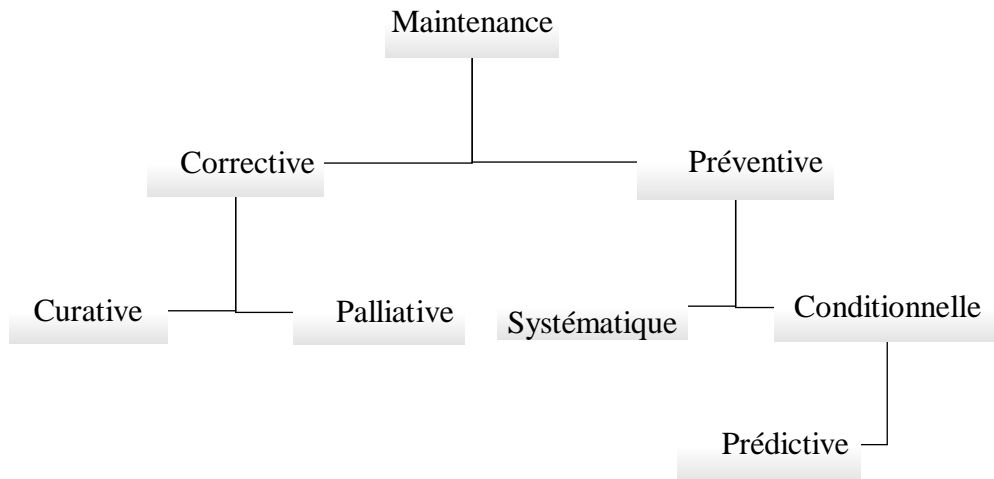 Maintenance
Corrective
Préventive
Curative
Palliative
Systématique
Conditionnelle
Prédictive